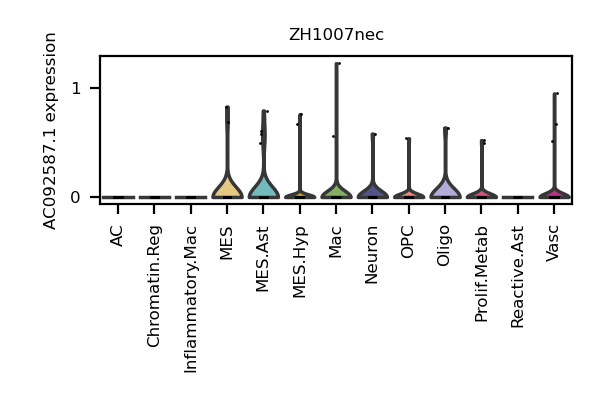 ZH1007nec
AC092587.1 expression
1
0
AC
Chromatin.Reg
Inflammatory.Mac
MES
MES.Ast
MES.Hyp
Mac
Neuron
OPC
Oligo
Prolif.Metab
Reactive.Ast
Vasc